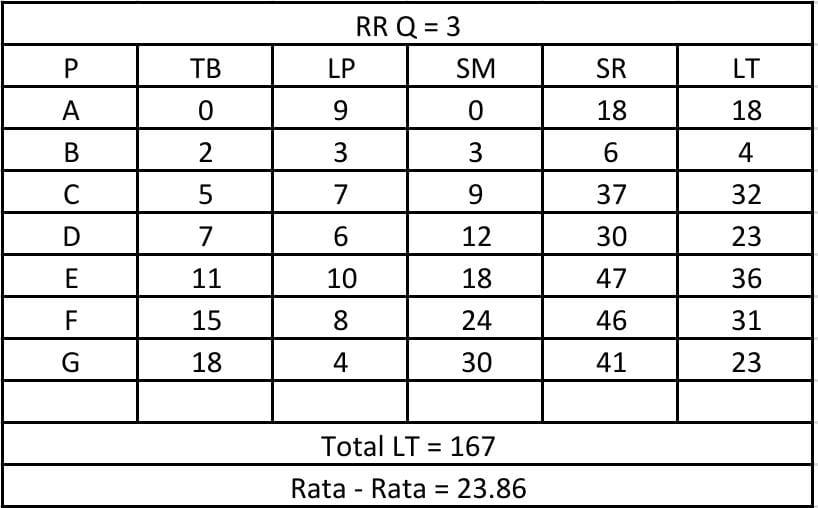 RR Q = 3
P TB LP SM SR LT
A 0 9 0 18 18
B 2 3 3 6 4
C 5 7 9 37 32
D 7 6 12 30 23
E 11 10 18 47 36
F 15 8 24 46 31
G 18 4 30 41 23
Total LT = 167
Rata - Rata = 23.86